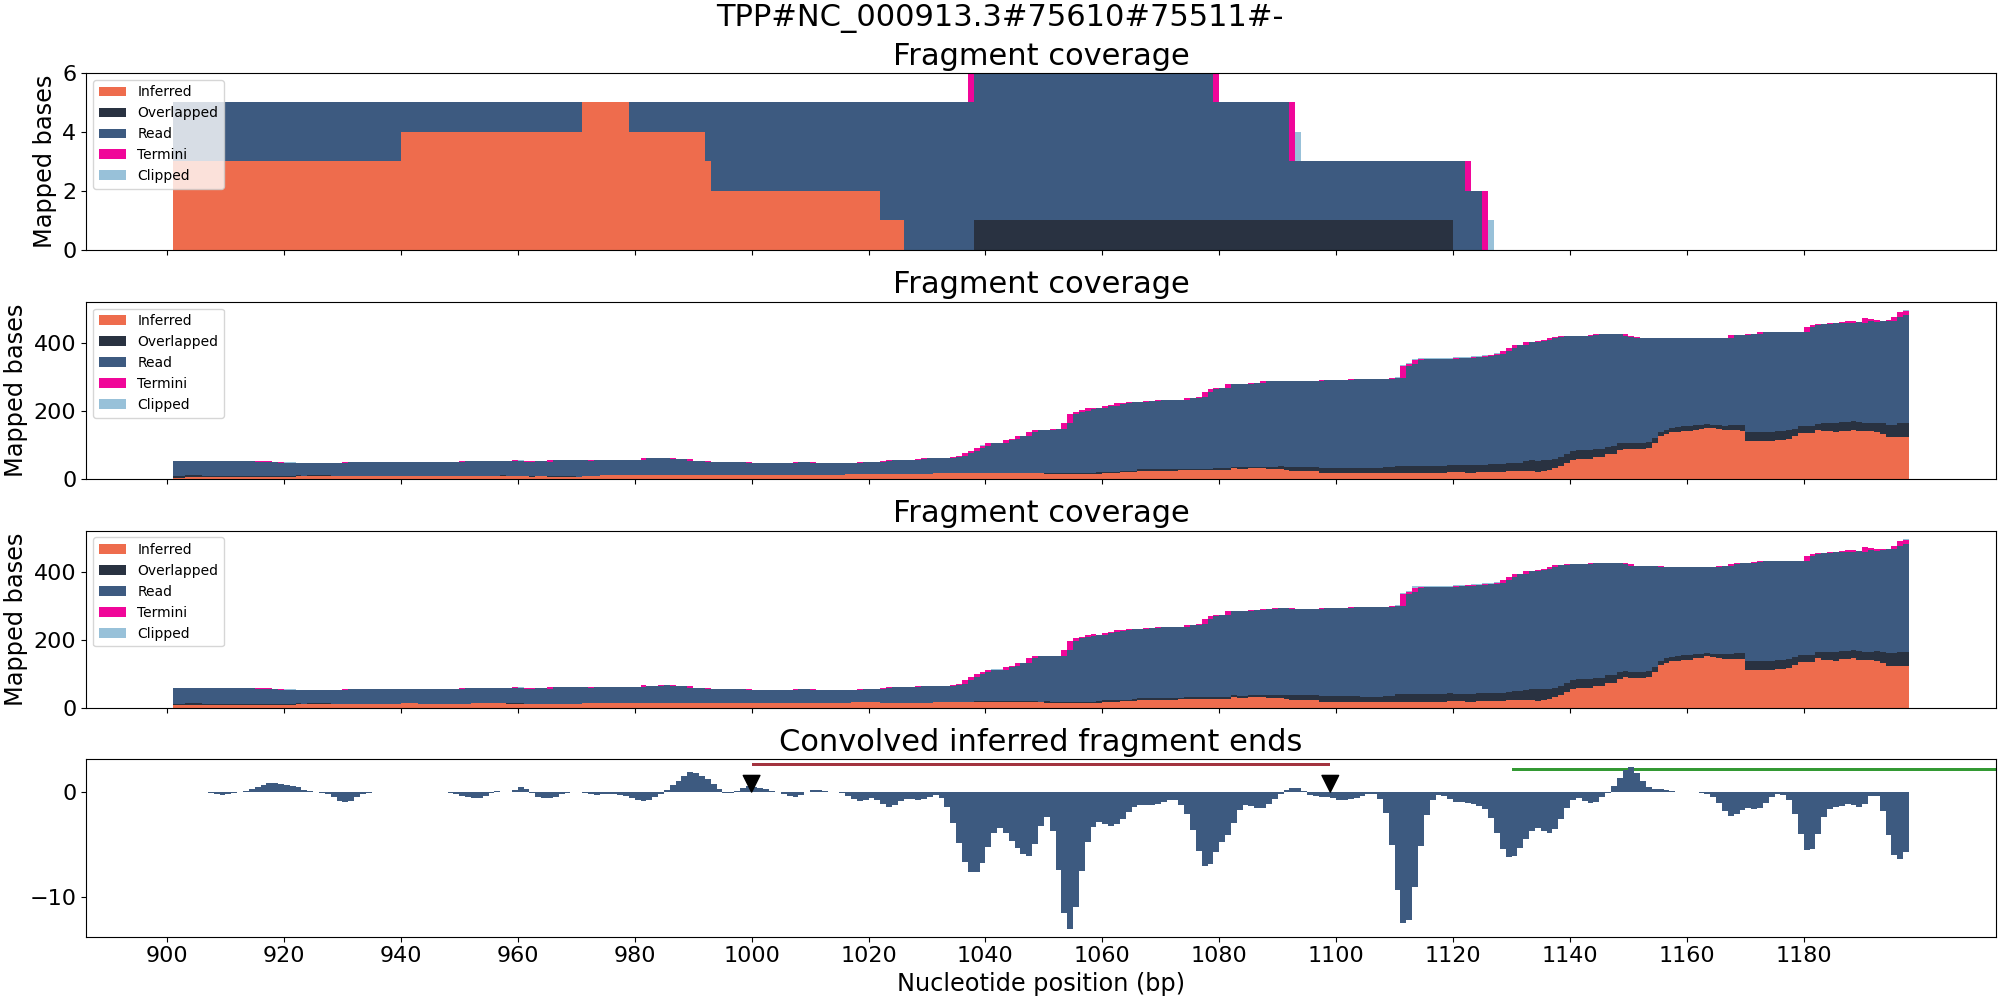 TPP#NC_000913.3#75610#75511#-
Fragment coverage
Mapped bases
6
4
2
0
Inferred
Overlapped
Read
Termini
Clipped
Fragment coverage
Mapped bases
400
200
0
Inferred
Overlapped
Read
Termini
Clipped
Fragment coverage
Mapped bases
400
200
0
Inferred
Overlapped
Read
Termini
Clipped
Convolved inferred fragment ends
0
−10
900 920 940 960 980 1000 1020 1040 1060 1080 1100 1120 1140 1160 1180
Nucleotide position (bp)